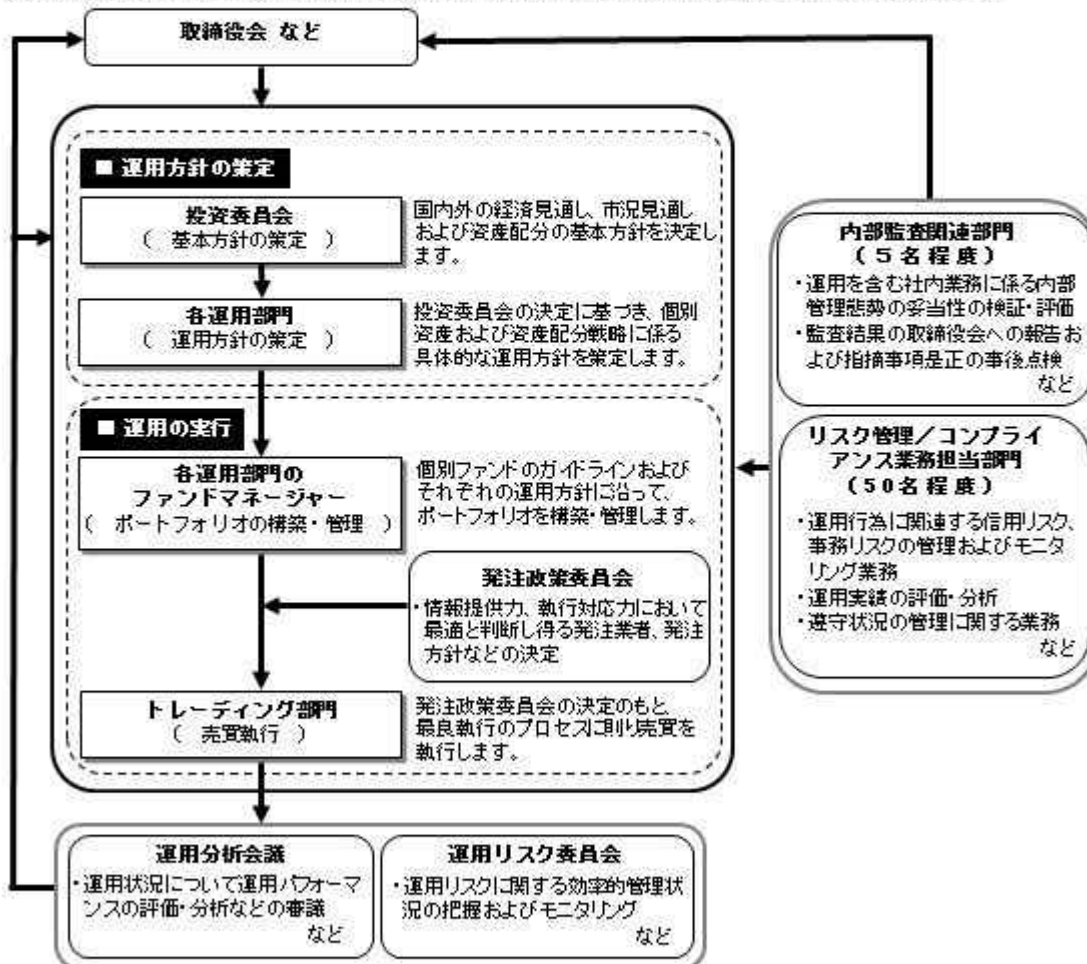 取締役会 など
■ 運用方針の策定
投資委員会
( 基本方針の策定 )
国内外の経済見通し、市況見通し
および資産配分の基本方針を決定し
ます。
各運用部門
( 運用方針の策定 )
投資委員会の決定に基づき、個別
資産および資産配分戦略に係る
具体的な運用方針を策定します。
■ 運用の実行
各運用部門の
ファンドマネージャー
( ポートフォリオの構築・管理 )
個別ファンドのガイドラインおよび
それぞれの運用方針に沿って、
ポートフォリオを構築・管理します。
発注政策委員会
・情報提供力、執行対応力において
最適と判断し得る発注業者、発注
方針などの決定
トレーディング部門
( 売買執行 )
発注政策委員会の決定のもと
最良執行のプロセスに則り売買を
執行します。
運用分析会議
・運用状況について運用パフォーマ
ンスの評価・分析などの審議
など
運用リスク委員会
・運用リスクに関する効率的管理状
況の把握およびモニタリング
など
内部監査関連部門
(5名程度)
・運用を含む社内業務に係る内部
管理態勢の妥当性の検証・評価
・監査結果の取締役会への報告お
よび指摘事項是正の事後点検
など
リスク管理/コンプライ
アンス業務担当部門
(50名程度)
・運用行為に関連する信用リスク、
事務リスクの管理およびモニタ
リング業務
・運用実績の評価・分析
・遵守状況の管理に関する業務
など